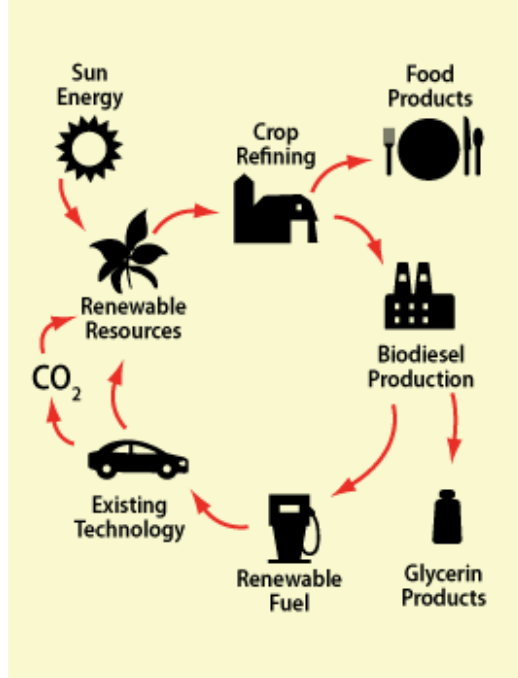 Sun
Energy
Food
Products
Crop
Refining
Renewable
Resources
Biodiesel
Production
CO₂
Existing
Technology
Renewable
Fuel
Glycerin
Products